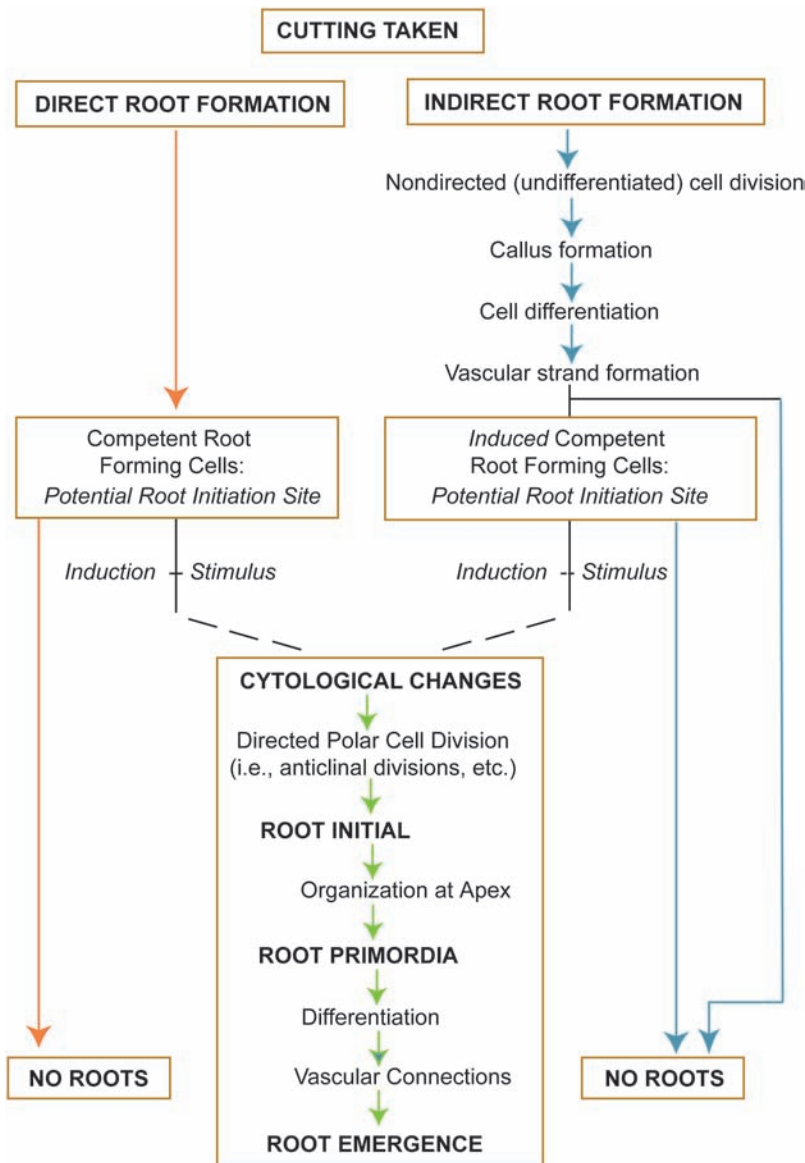 CUTTING TAKEN
DIRECT ROOT FORMATION
INDIRECT ROOT FORMATION
Nondirected (undifferentiated) cell division
Callus formation
Cell differentiation
Vascular strand formation
Competent Root
Forming Cells:
Potential Root Initiation Site
Induced Competent
Root Forming Cells:
Potential Root Initiation Site
Induction Stimulus
Induction Stimulus
CYTOLOGICAL CHANGES
Directed Polar Cell Division
(i.e., anticlinal divisions, etc.)
ROOT INITIAL
Organization at Apex
ROOT PRIMORDIA
Differentiation
Vascular Connections
ROOT EMERGENCE
NO ROOTS
NO ROOTS